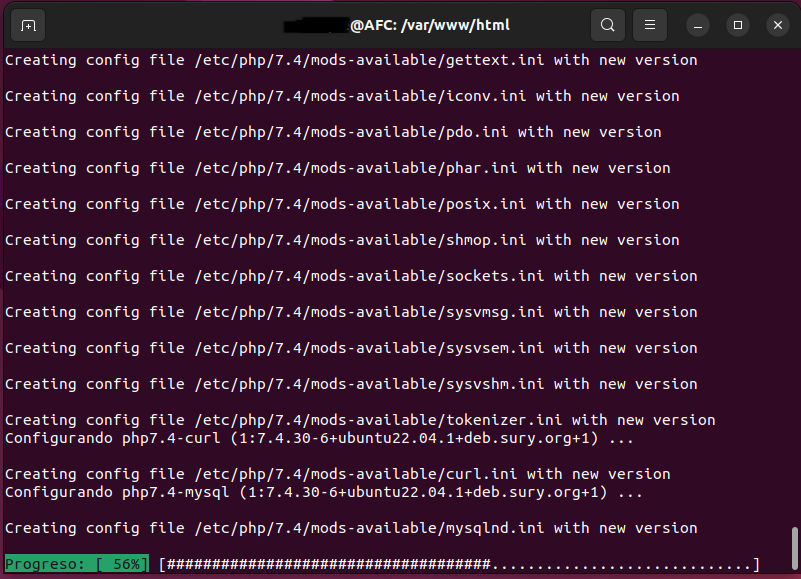 @AFC: /var/www/html
Creating config file /etc/php/7.4/mods-available/gettext.ini with new version
Creating config file /etc/php/7.4/mods-available/iconv.ini with new version
Creating config file /etc/php/7.4/mods-available/pdo.ini with new version
Creating config file /etc/php/7.4/mods-available/phar.ini with new version
Creating config file /etc/php/7.4/mods-available/posix.ini with new version
Creating config file /etc/php/7.4/mods-available/shmop.ini with new version
Creating config file /etc/php/7.4/mods-available/sockets.ini with new version
Creating config file /etc/php/7.4/mods-available/sysvmsg.ini with new version
Creating config file /etc/php/7.4/mods-available/sysvsem.ini with new version
Creating config file /etc/php/7.4/mods-available/sysvshm.ini with new version
Creating config file /etc/php/7.4/mods-available/tokenizer.ini with new version
Configurando php7.4-curl (1:7.4.30-6+ubuntu22.04.1+deb.sury.org+1) ...
Creating config file /etc/php/7.4/mods-available/curl.ini with new version
Configurando php7.4-mysql (1:7.4.30-6+ubuntu22.04.1+deb.sury.org+1) ...
Creating config file /etc/php/7.4/mods-available/mysqlnd.ini with new version
Progreso: [ 56%] [####################################.............................]